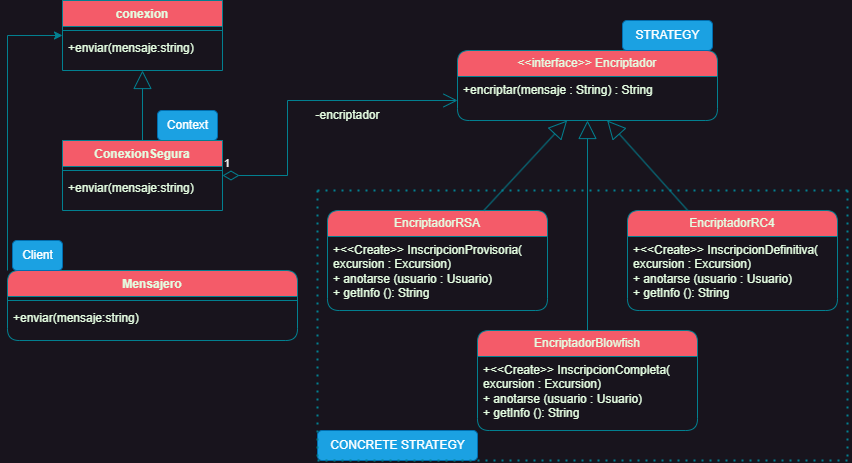 conexion
+enviar(mensaje:string)
Context
ConexionSegura
+enviar(mensaje:string)
1
-encriptador
STRATEGY
<<interface>> Encriptador
+encriptar(mensaje : String) : String
Client
Mensajero
+enviar(mensaje:string)
EncriptadorRSA
+<<Create>> InscripcionProvisoria(
excursion : Excursion)
+ anotarse (usuario : Usuario)
+ getInfo (): String
EncriptadorRC4
+<<Create>> InscripcionDefinitiva(
excursion : Excursion)
+ anotarse (usuario : Usuario)
+ getInfo (): String
EncriptadorBlowfish
+<<Create>> InscripcionCompleta(
excursion : Excursion)
+ anotarse (usuario : Usuario)
+ getInfo (): String
CONCRETE STRATEGY